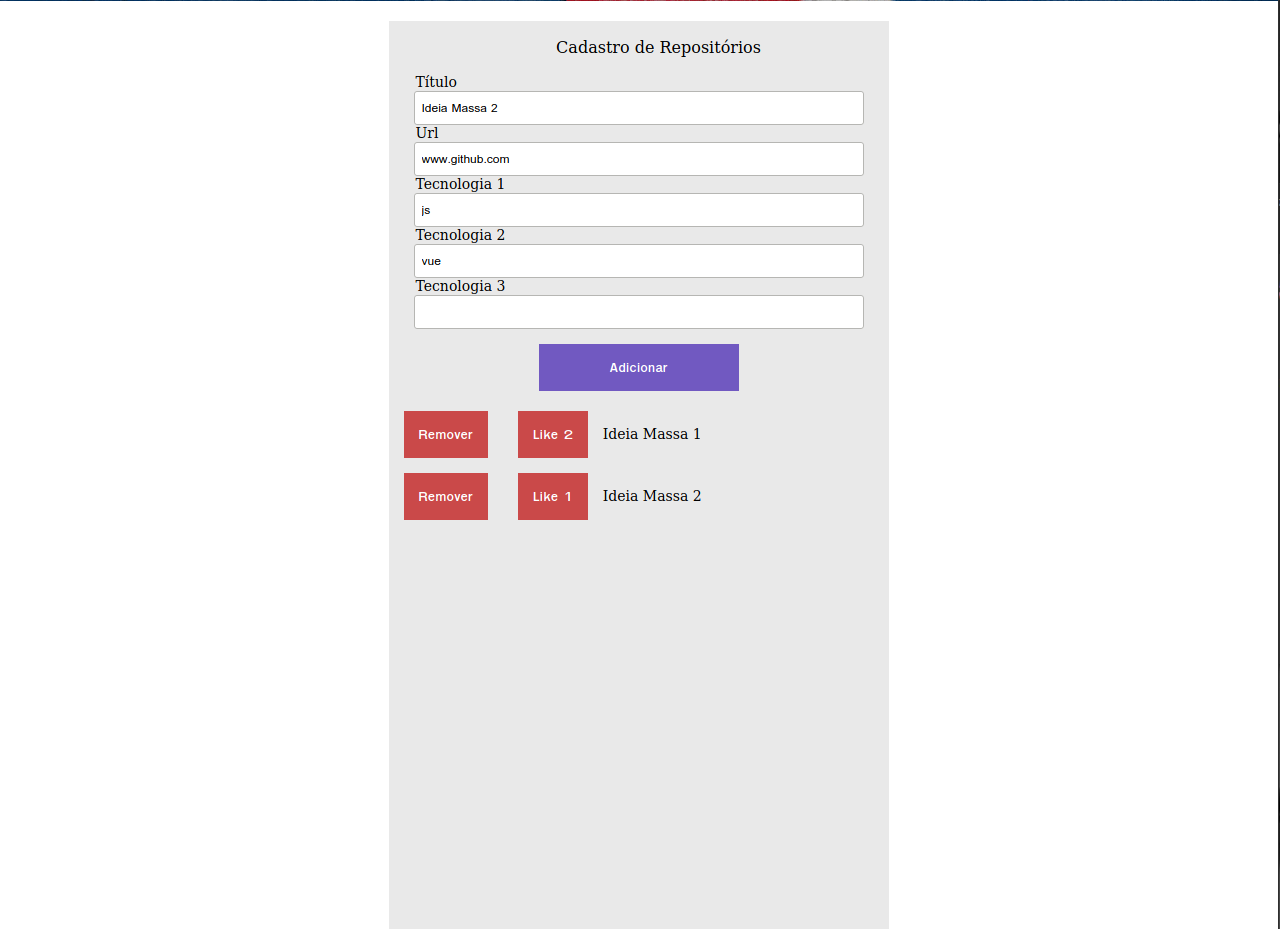 Cadastro de Repositórios
Título
Ideia Massa 2
Url
www.github.com
Tecnologia 1
js
Tecnologia 2
vue
Tecnologia 3
Adicionar
Remover Like 2 Ideia Massa 1
Remover Like 1 Ideia Massa 2